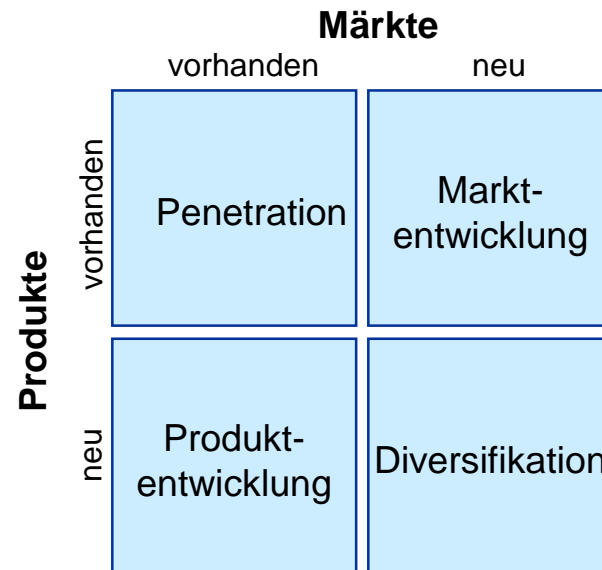 Märkte
vorhanden neu
Produkte
vorhanden
Penetration
Markt-
entwicklung
neu
Produkt-
entwicklung
Diversifikation